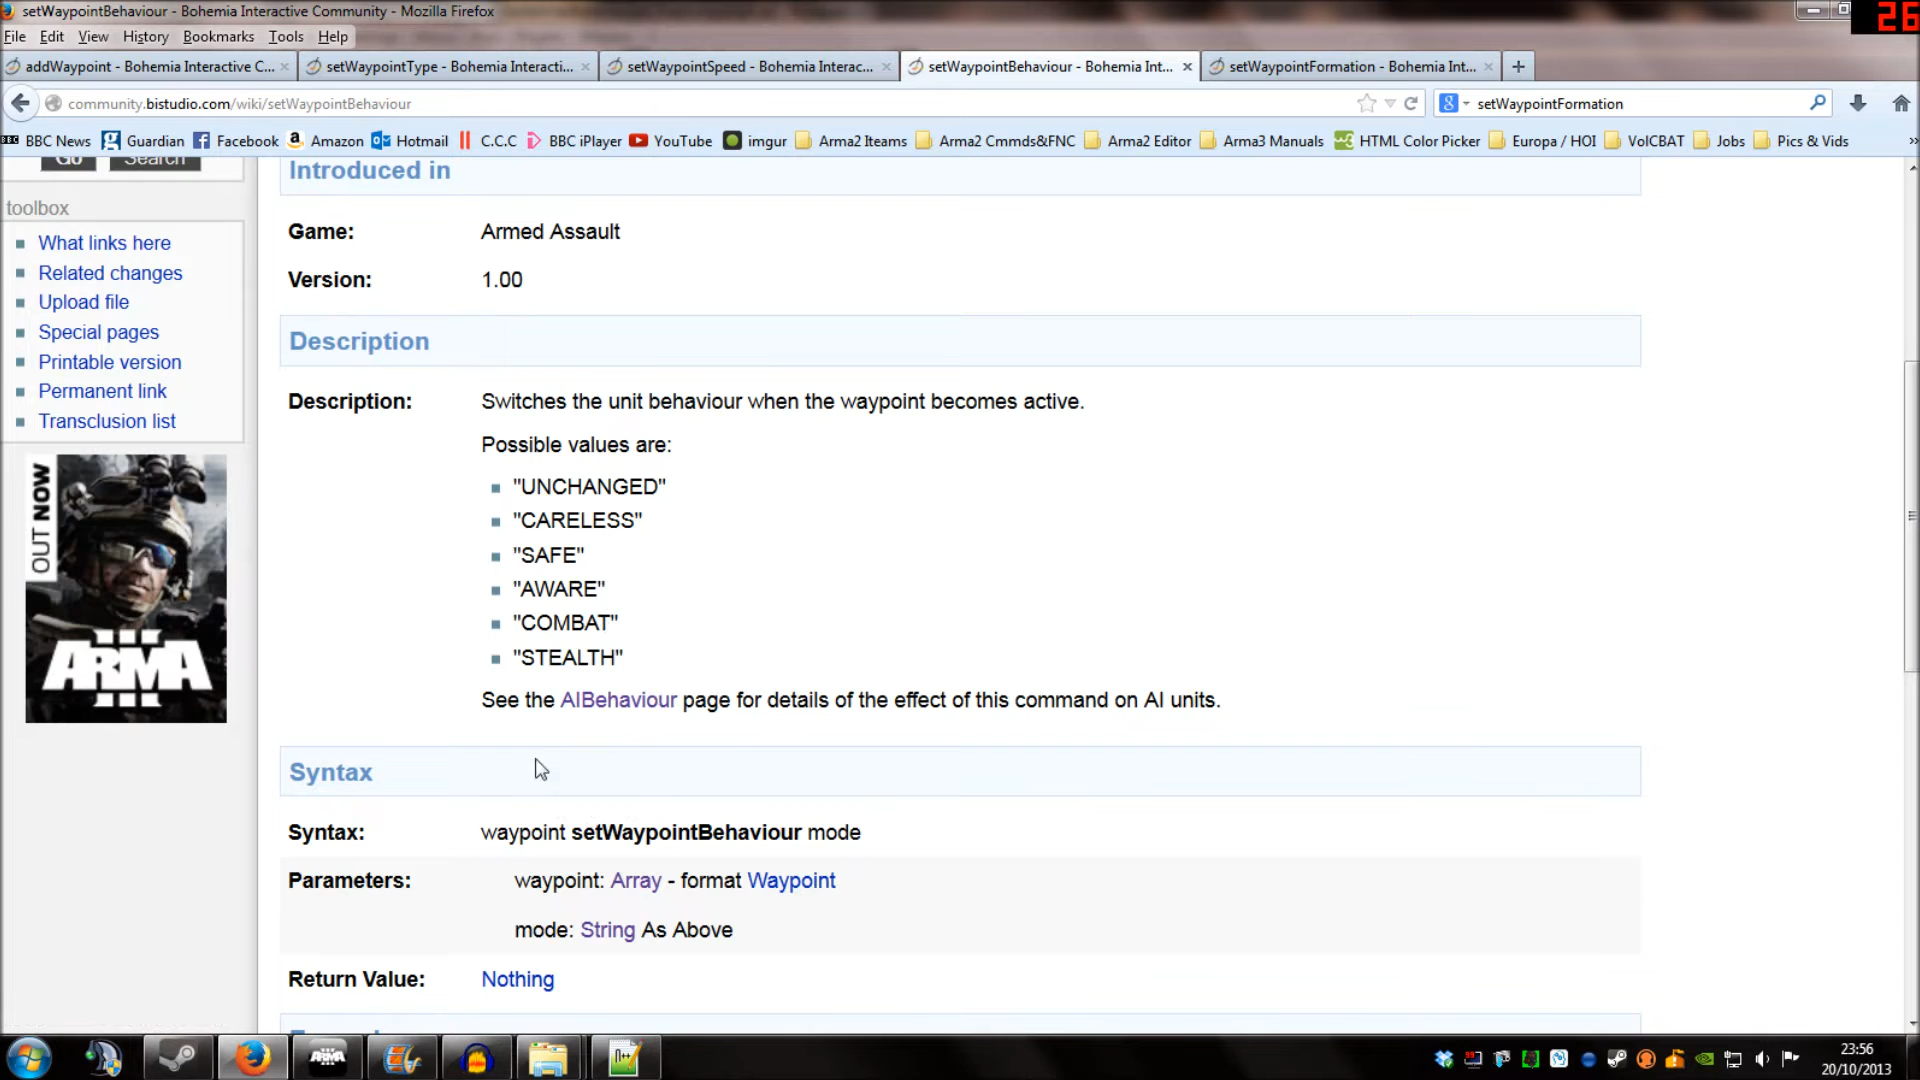 setWaypointBehaviour - Bohemia Interactive Community - Mozilla Firefox
26
File Edit View History Bookmarks Tools Help
addWaypoint - Bohemia Interactive C... setWaypointType - Bohemia Interacti... setWaypointSpeed - Bohemia Interac... setWaypointBehaviour - Bohemia Int... setWaypointFormation - Bohemia Int...
community.bistudio.com/wiki/setWaypointBehaviour
setWaypointFormation
BBC News Guardian Facebook Amazon Hotmail C.C.C BBC iPlayer YouTube imgur Arma2 Iteams Arma2 Cmmds&FNC Arma2 Editor Arma3 Manuals HTML Color Picker Europa / HOI VolCBAT Jobs Pics & Vids »
Go Search
toolbox
What links here
Related changes
Upload file
Special pages
Printable version
Permanent link
Transclusion list
OUT NOW
ARMA III
Introduced in
Game: Armed Assault
Version: 1.00
Description
Description: Switches the unit behaviour when the waypoint becomes active.
Possible values are:
"UNCHANGED"
"CARELESS"
"SAFE"
"AWARE"
"COMBAT"
"STEALTH"
See the AIBehaviour page for details of the effect of this command on AI units.
Syntax
Syntax: waypoint setWaypointBehaviour mode
Parameters: waypoint: Array - format Waypoint
mode: String As Above
Return Value: Nothing
23:56
20/10/2013